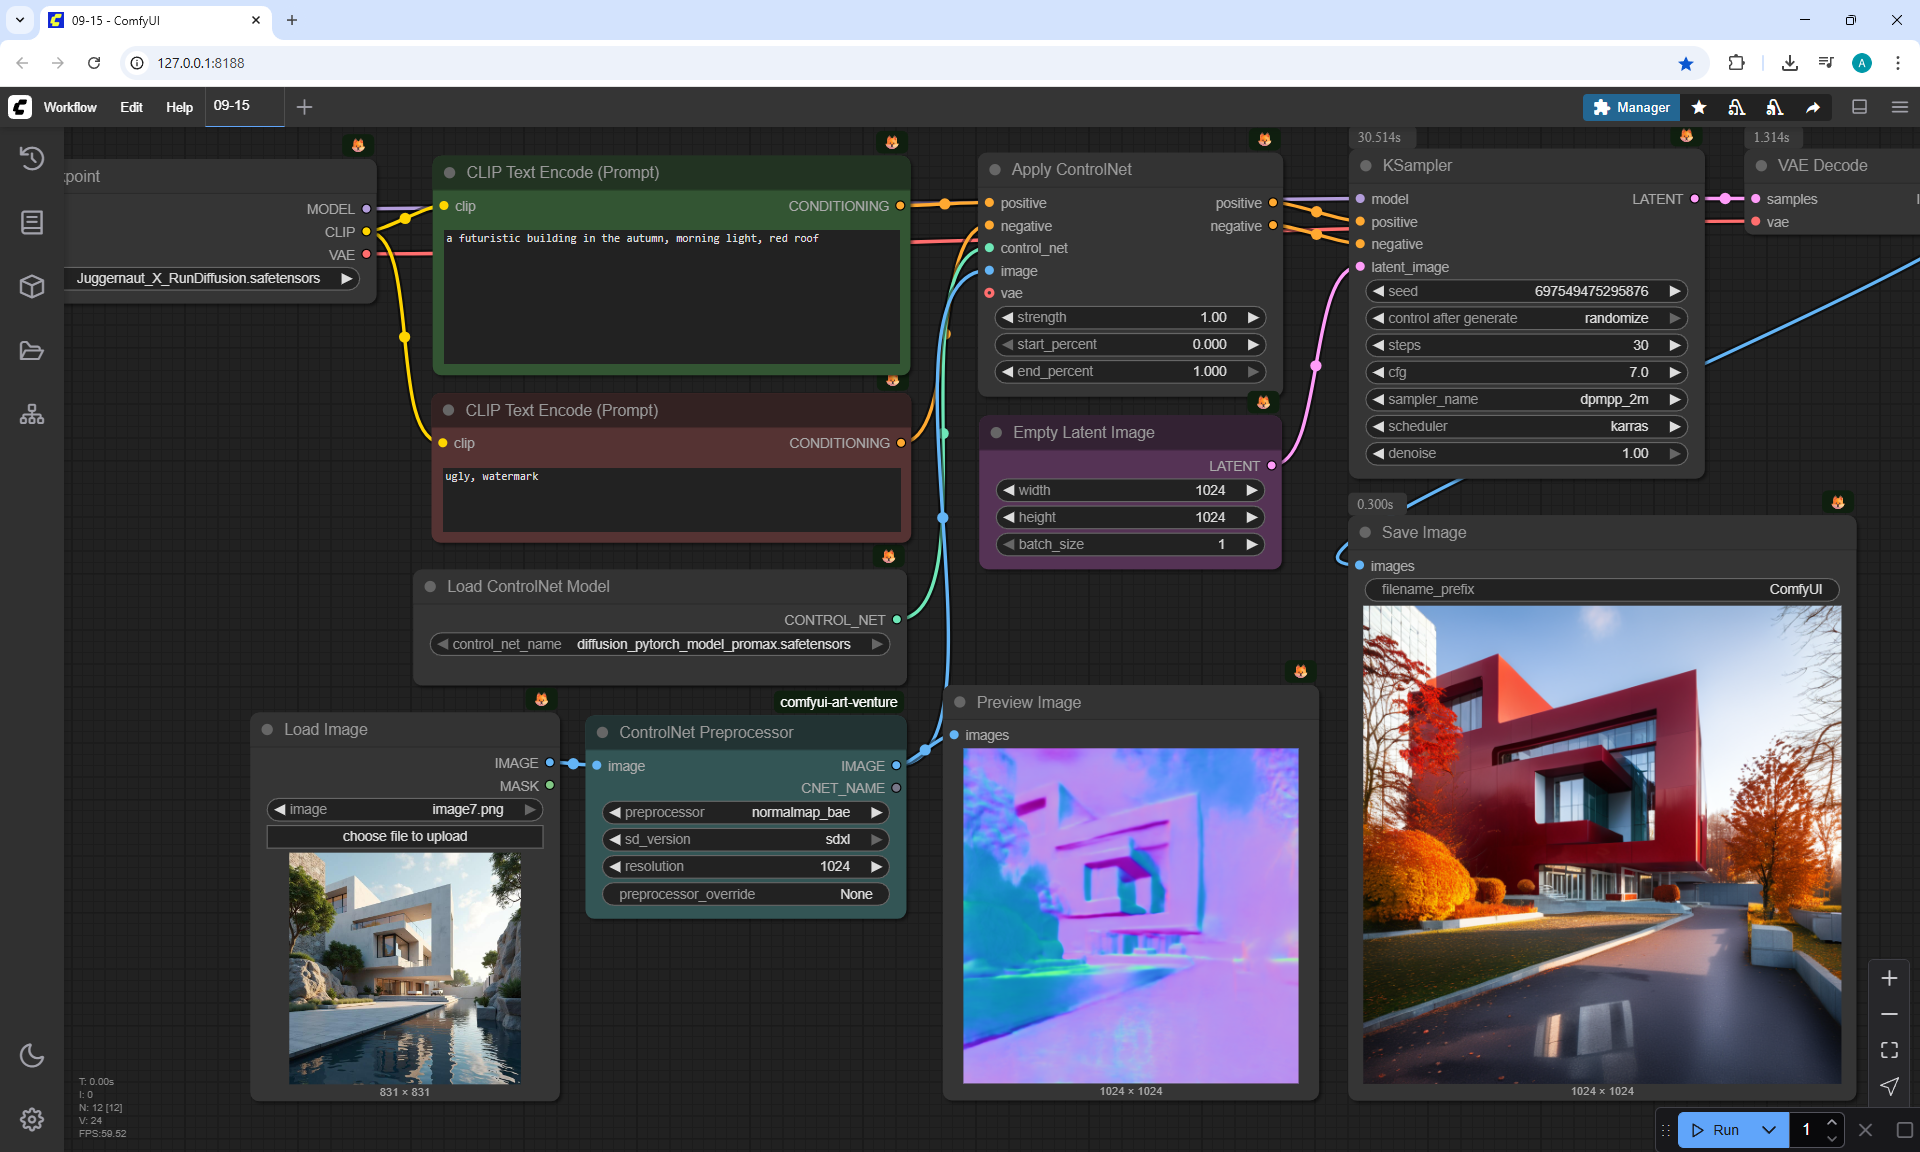 09-15 - ComfyUI
127.0.0.1:8188
A
Workflow
Edit
Help
09-15
Manager
point
MODEL
CLIP
VAE
Juggernaut_X_RunDiffusion.safetensors
CLIP Text Encode (Prompt)
clip
CONDITIONING
a futuristic building in the autumn, morning light, red roof
CLIP Text Encode (Prompt)
clip
CONDITIONING
ugly, watermark
Load ControlNet Model
CONTROL_NET
control_net_name diffusion_pytorch_model_promax.safetensors
Load Image
IMAGE
MASK
image image7.png
choose file to upload
831 × 831
comfyui-art-venture
ControlNet Preprocessor
image
IMAGE
CNET_NAME
preprocessor normalmap_bae
sd_version sdxl
resolution 1024
preprocessor_override None
Apply ControlNet
positive positive
negative negative
control_net
image
vae
strength 1.00
start_percent 0.000
end_percent 1.000
Empty Latent Image
LATENT
width 1024
height 1024
batch_size 1
Preview Image
images
1024 × 1024
30.514s
KSampler
model
LATENT
positive
negative
latent_image
seed 697549475295876
control after generate randomize
steps 30
cfg 7.0
sampler_name dpmpp_2m
scheduler karras
denoise 1.00
1.314s
VAE Decode
samples
vae
0.300s
Save Image
images
filename_prefix ComfyUI
1024 × 1024
T: 0.00s
I: 0
N: 12 [12]
V: 24
FPS:59.52
Run
1